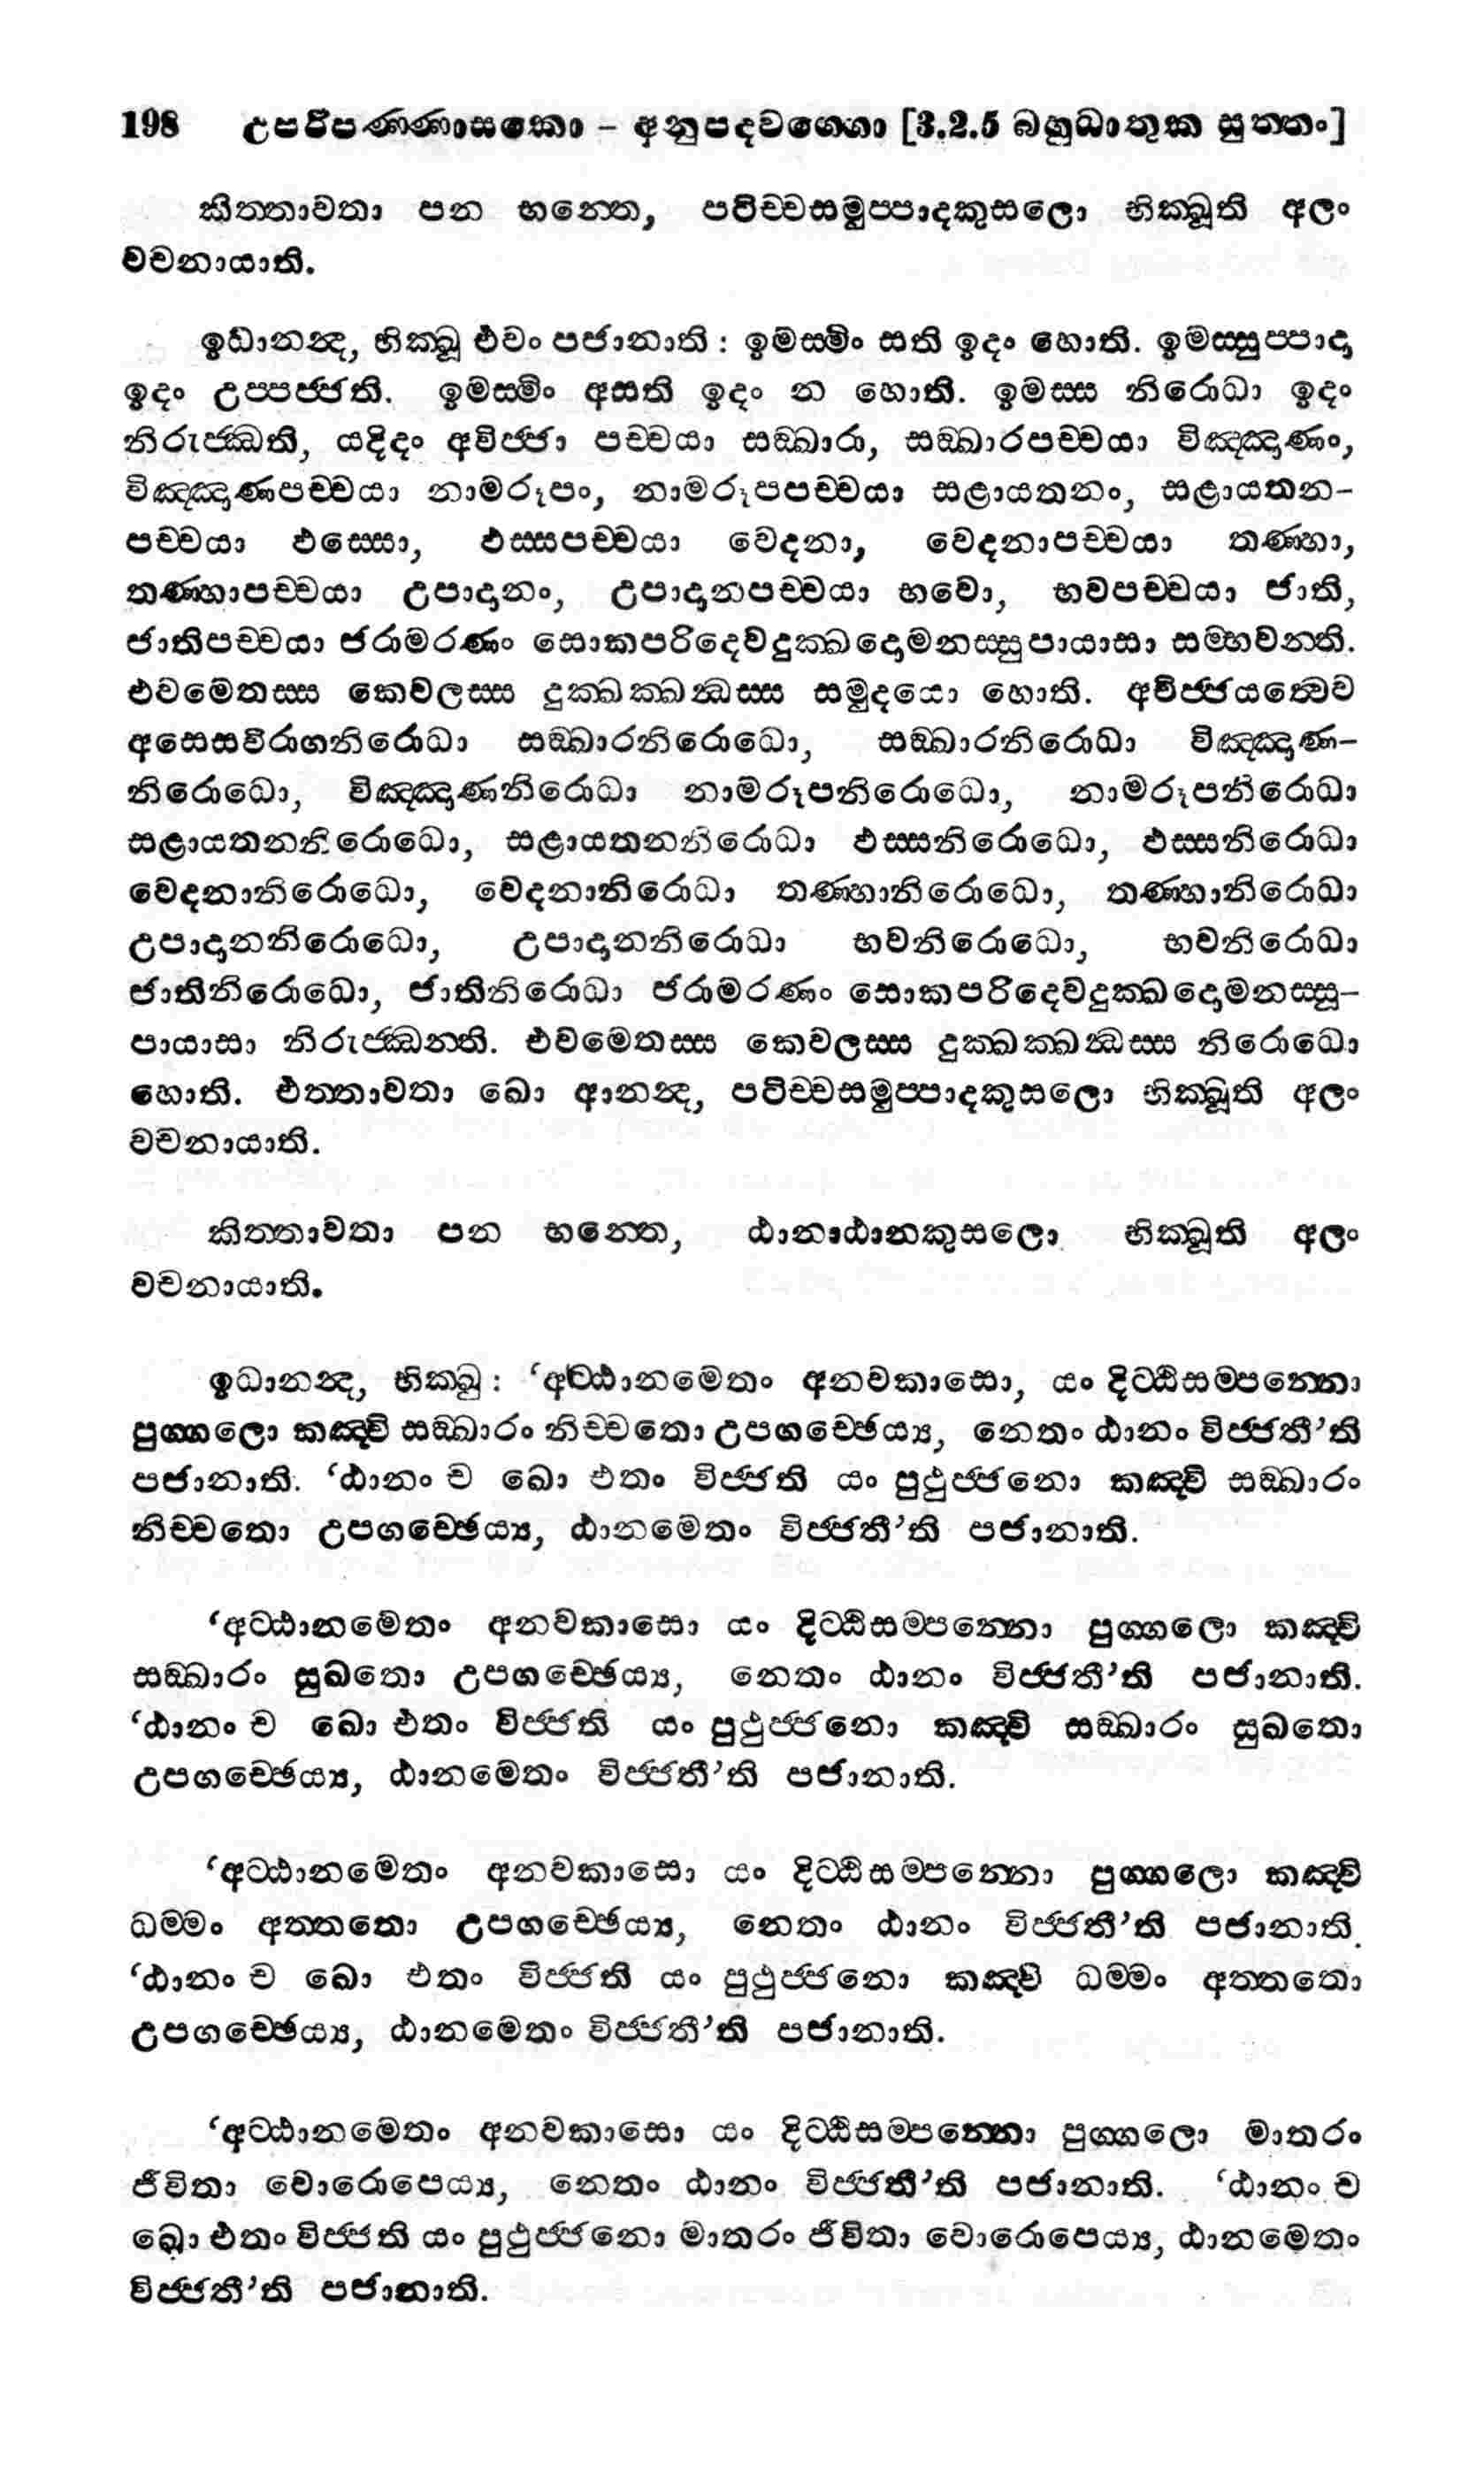 198 උපරිපණ්ණාසකො – අනුපදවග්ගො [3.2.5 බහුධාතුක සුත්තං]
කිත්තාවතා පන භන්තෙ, පටිච්චසමුප්පාදකුසලො භික්ඛූති අලං
වචනායාති.
ඉධානන්ද, භික්ඛූ එවං පජානාති : ඉමස්මිං සති ඉදං හොති. ඉමස්සුප්පාදා
ඉදං උප්පජ්ජති. ඉමස්මිං අසති ඉදං න හොති. ඉමස්ස නිරොධා ඉදං
නිරුජ්ඣති, යදිදං අවිජ්ජා පච්චයා සඞ්ඛාරා, සඞ්ඛාරපච්චයා විඤ්ඤාණං,
විඤ්ඤාණපච්චයා නාමරූපං, නාමරූපපච්චයා සළායතනං, සළායතන-
පච්චයා ඵස්සො, ඵස්සපච්චයා වෙදනා, වෙදනාපච්චයා තණ්හා,
තණ්හාපච්චයා උපාදානං, උපාදානපච්චයා භවො, භවපච්චයා ජාති,
ජාතිපච්චයා ජරාමරණං සොකපරිදෙවදුක්ඛදොමනස්සුපායාසා සම්භවන්ති.
එවමෙතස්ස කෙවලස්ස දුක්ඛක්ඛන්ධස්ස සමුදයො හොති. අවිජ්ජයත්වෙව
අසෙසවිරාගනිරොධා සඞ්ඛාරනිරොධො, සඞ්ඛාරනිරොධා විඤ්ඤාණ-
නිරොධො, විඤ්ඤාණනිරොධා නාමරූපනිරොධො, නාමරූපනිරොධා
සළායතනනිරොධො, සළායතනනිරොධා ඵස්සනිරොධො, ඵස්සනිරොධා
වෙදනානිරොධො, වෙදනානිරොධා තණ්හානිරොධො, තණ්හානිරොධා
උපාදානනිරොධො, උපාදානනිරොධා භවනිරොධො, භවනිරොධා
ජාතිනිරොධො, ජාතිනිරොධා ජරාමරණං සොකපරිදෙවදුක්ඛදොමනස්සූ-
පායාසා නිරුජ්ඣන්ති. එවමෙතස්ස කෙවලස්ස දුක්ඛක්ඛන්ධස්ස නිරොධො
හොති. එත්තාවතා ඛො ආනන්ද, පටිච්චසමුප්පාදකුසලො භික්ඛූති අලං
වචනායාති.
කිත්තාවතා පන භන්තෙ, ඨානාඨානකුසලො භික්ඛූති අලං
වචනායාති.
ඉධානන්ද, භික්ඛු : ‘අට්ඨානමෙතං අනවකාසො, යං දිට්ඨිසම්පන්නො
පුග්ගලො කඤ්චි සඞ්ඛාරං නිච්චතො උපගච්ඡෙය්‍ය, නෙතං ඨානං විජ්ජතී’ති
පජානාති. ‘ඨානං ච ඛො එතං විජ්ජති යං පුථුජ්ජනො කඤ්චි සඞ්ඛාරං
නිච්චතො උපගච්ඡෙය්‍ය, ඨානමෙතං විජ්ජතී’ති පජානාති.
‘අට්ඨානමෙතං අනවකාසො යං දිට්ඨිසම්පන්නො පුග්ගලො කඤ්චි
සඞ්ඛාරං සුඛතො උපගච්ඡෙය්‍ය, නෙතං ඨානං විජ්ජතී’ති පජානාති.
‘ඨානං ච ඛො එතං විජ්ජති යං පුථුජ්ජනො කඤ්චි සඞ්ඛාරං සුඛතො
උපගච්ඡෙය්‍ය, ඨානමෙතං විජ්ජතී’ති පජානාති.
‘අට්ඨානමෙතං අනවකාසො යං දිට්ඨිසම්පන්නො පුග්ගලො කඤ්චි
ධම්මං අත්තතො උපගච්ඡෙය්‍ය, නෙතං ඨානං විජ්ජතී’ති පජානාති.
‘ඨානං ච ඛො එතං විජ්ජති යං පුථුජ්ජනො කඤ්චි ධම්මං අත්තතො
උපගච්ඡෙය්‍ය, ඨානමෙතං විජ්ජතී’ති පජානාති.
‘අට්ඨානමෙතං අනවකාසො යං දිට්ඨිසම්පන්නො පුග්ගලො මාතරං
ජීවිතා වොරොපෙය්‍ය, නෙතං ඨානං විජ්ජතී’ති පජානාති. ‘ඨානං ච
ඛො එතං විජ්ජති යං පුථුජ්ජනො මාතරං ජීවිතා වොරොපෙය්‍ය, ඨානමෙතං
විජ්ජතී’ති පජානාති.